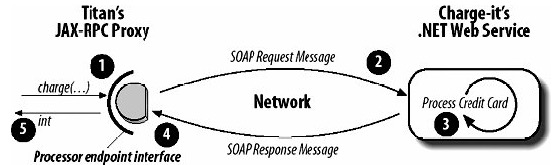 Titan's
JAX-RPC Proxy
Charge-it's
.NET Web Service
1
SOAP Request Message
2
charge(...)
Network
Process Credit Card
3
int
5
4
Processor endpoint interface
SOAP Response Message